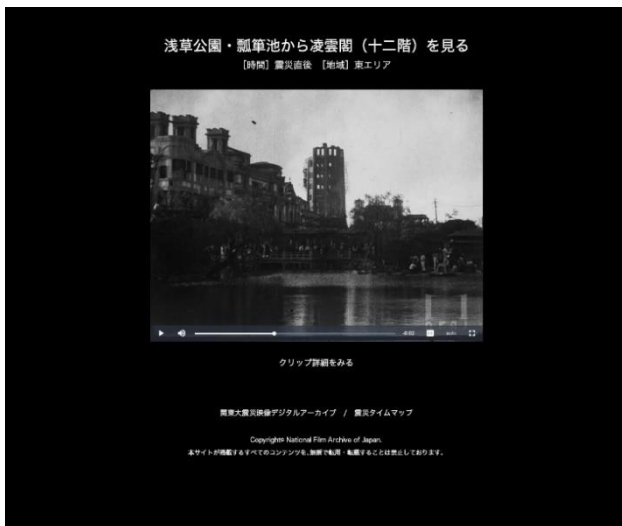 浅草公園・瓢箪池から凌雲閣（十二階）を見る
［時間］震災直後　［地域］東エリア
クリップ詳細をみる
関東大震災映像デジタルアーカイブ　/　震災タイムマップ
Copyright© National Film Archive of Japan.
本サイトが掲載するすべてのコンテンツを、無断で転用・転載することは禁止しております。